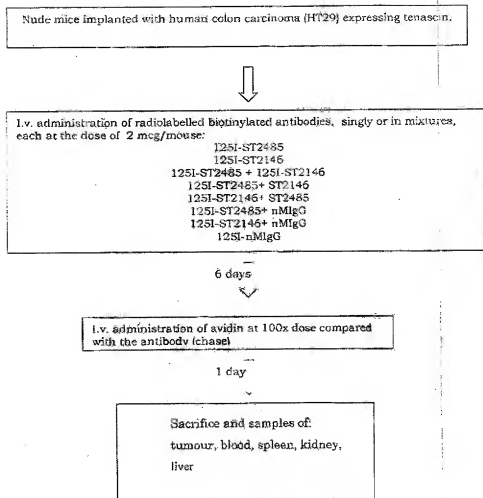 Nude mice implanted with human colon carcinoma (HT29) expressing tenascin.
I.v. administration of radiolabelled biotinylated antibodies, singly or in mixtures,
each at the dose of 2 mcg/mouse:
125I-ST2485
125I-ST2146
125I-ST2485 + 125I-ST2146
125I-ST2485+ ST2146
125I-ST2146+ ST2485
125I-ST2485+ nMIgG
125I-ST2146+ nMIgG
125I-nMIgG
6 days
I.v. administration of avidin at 100x dose compared
with the antibody (chase)
1 day
Sacrifice and samples of:
tumour, blood, spleen, kidney,
liver